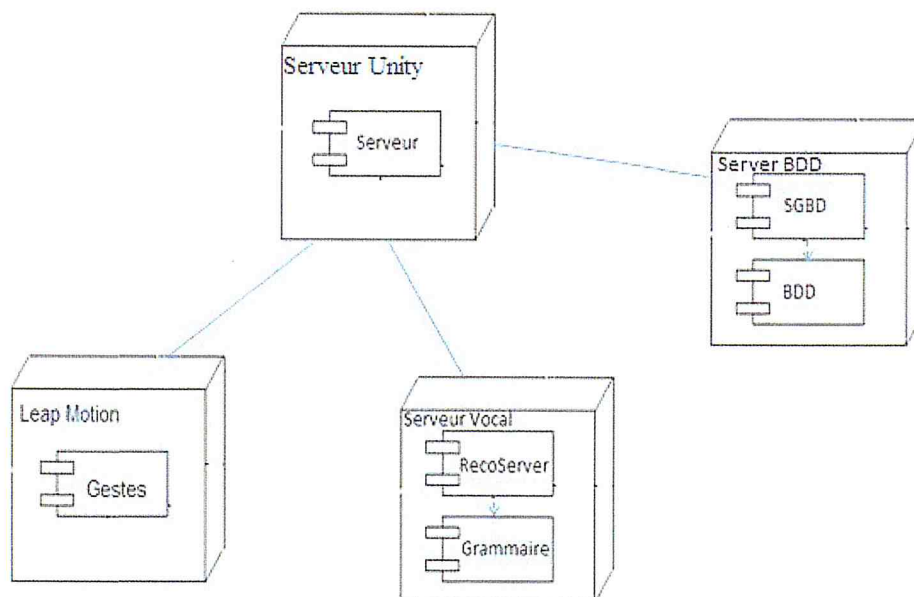 Serveur Unity
Serveur
Server BDD
SGBD
BDD
Leap Motion
Gestes
Serveur Vocal
RecoServer
Grammaire